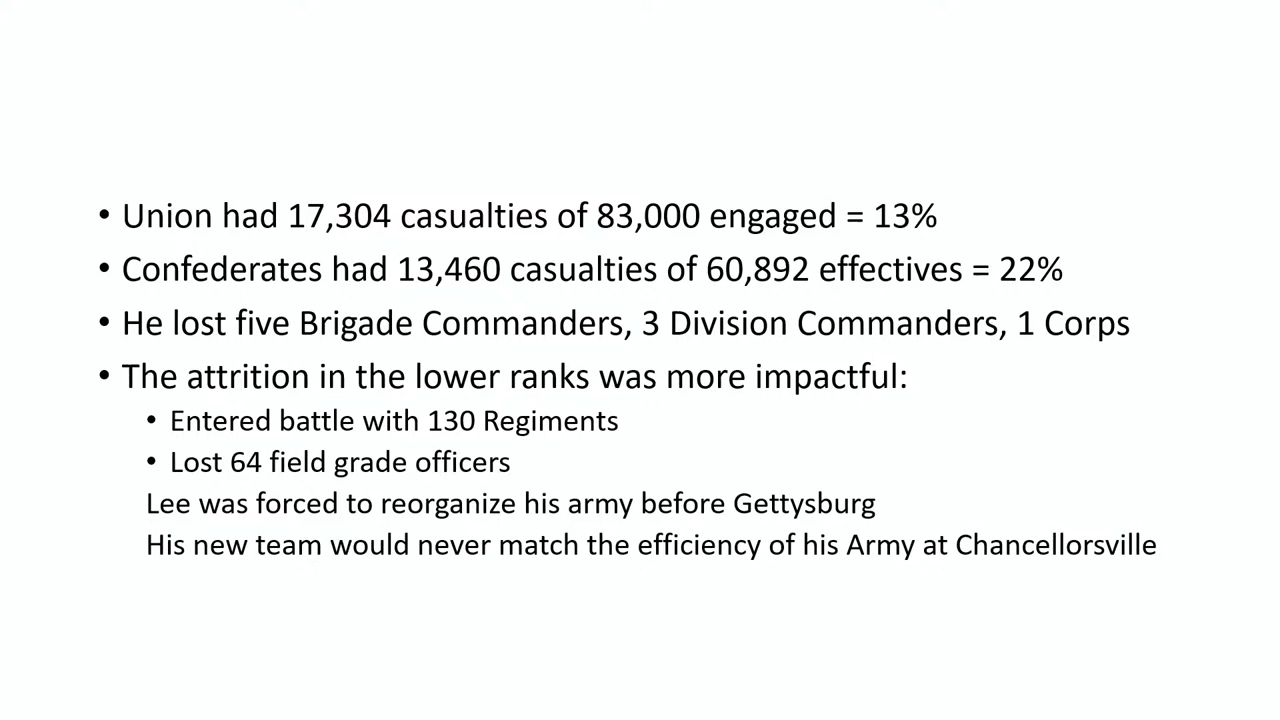 • Union had 17,304 casualties of 83,000 engaged = 13%
• Confederates had 13,460 casualties of 60,892 effectives = 22%
• He lost five Brigade Commanders, 3 Division Commanders, 1 Corps
• The attrition in the lower ranks was more impactful:
• Entered battle with 130 Regiments
• Lost 64 field grade officers
Lee was forced to reorganize his army before Gettysburg
His new team would never match the efficiency of his Army at Chancellorsville